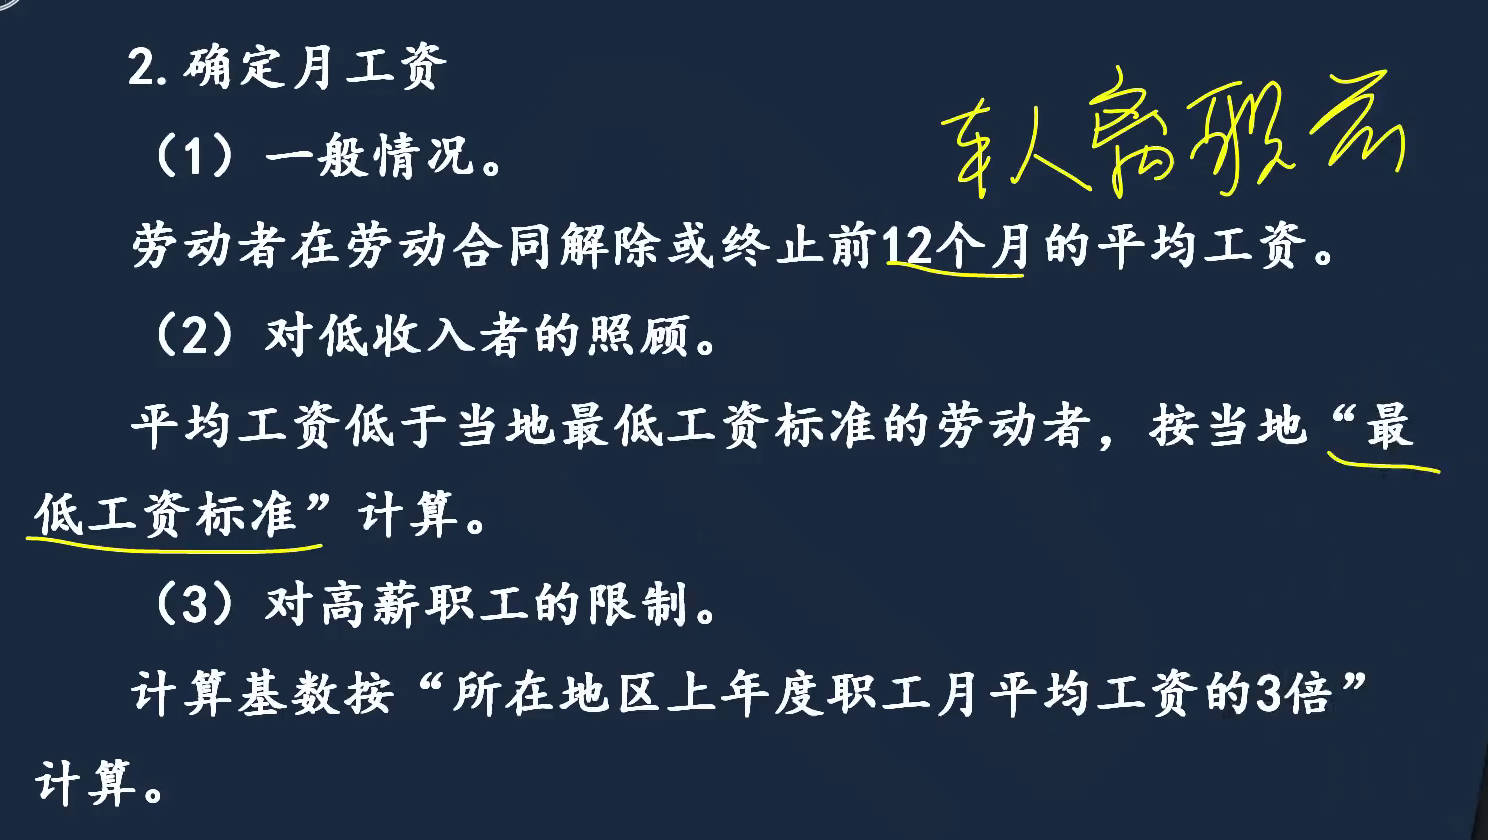 2.确定月工资
本人离职前
（1）一般情况。
劳动者在劳动合同解除或终止前12个月的平均工资。
（2）对低收入者的照顾。
平均工资低于当地最低工资标准的劳动者，按当地“最
低工资标准”计算。
（3）对高薪职工的限制。
计算基数按“所在地区上年度职工月平均工资的3倍”
计算。